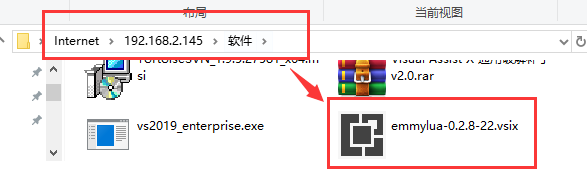 布局
当前视图
Internet > 192.168.2.145 > 软件 >
si
v2.0.rar
vs2019_enterprise.exe
emmylua-0.2.8-22.vsix